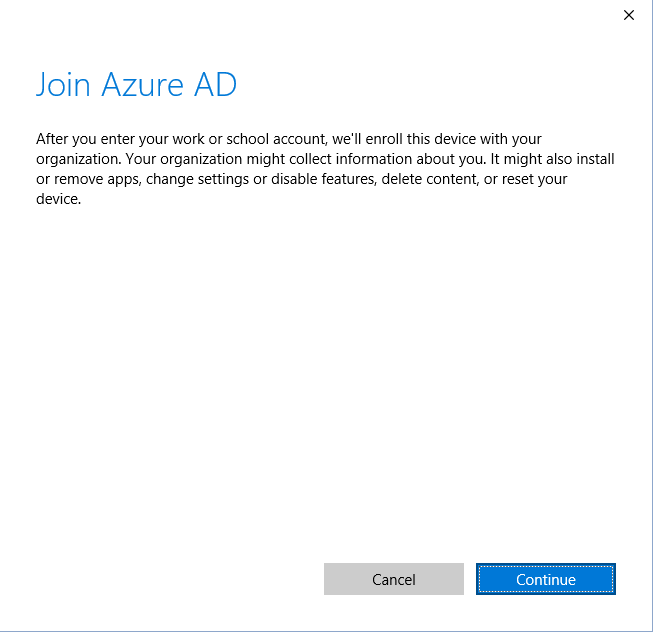 Join Azure AD
After you enter your work or school account, we'll enroll this device with your
organization. Your organization might collect information about you. It might also install
or remove apps, change settings or disable features, delete content, or reset your
device.
Cancel
Continue